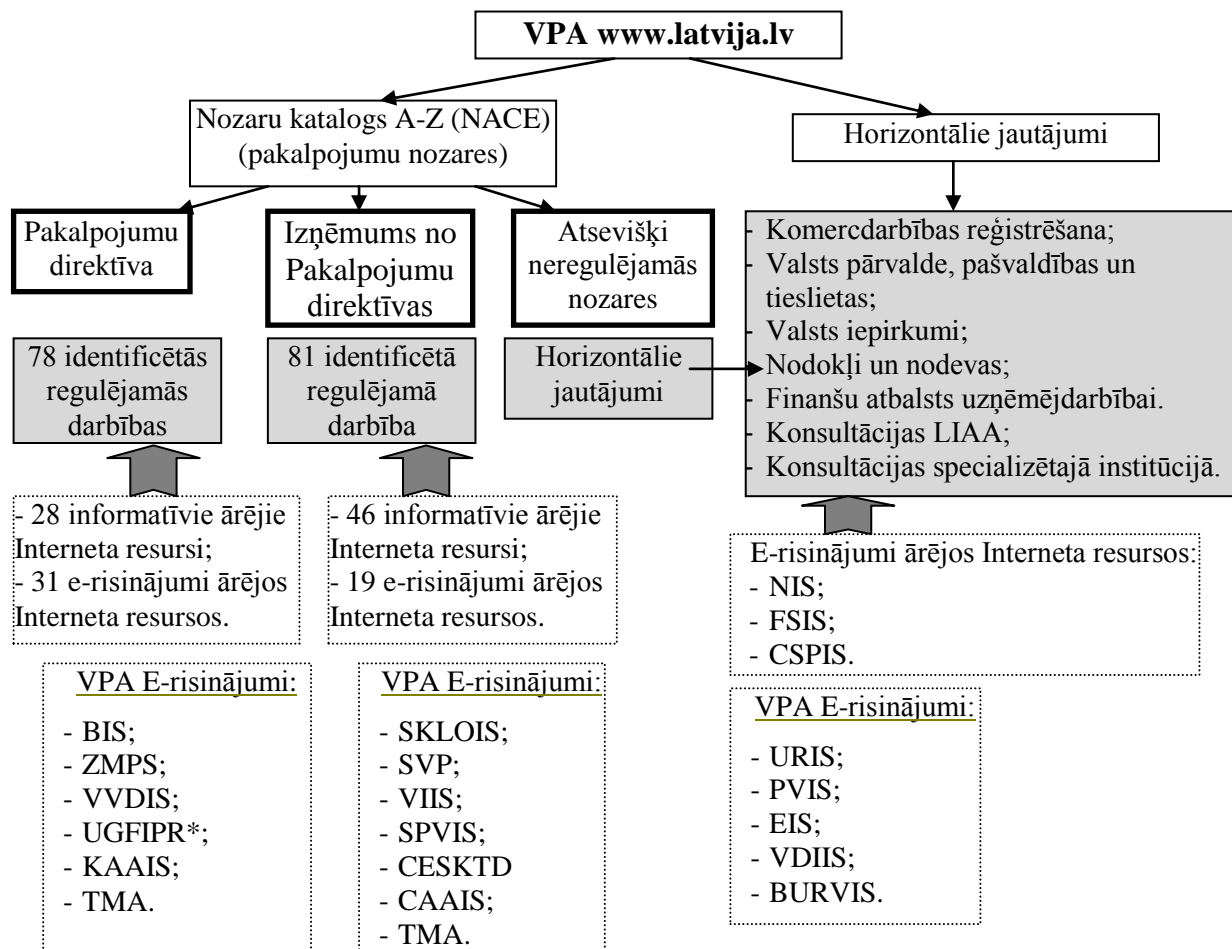 VPA www.latvija.lv
Nozaru katalogs A-Z (NACE)
(pakalpojumu nozares)
Horizontālie jautājumi
Pakalpojumu
direktīva
Izņēmums no
Pakalpojumu
direktīvas
Atsevišķi
neregulējamās
nozares
- Komercdarbības reģistrēšana;
- Valsts pārvalde, pašvaldības un
tieslietas;
- Valsts iepirkumi;
- Nodokļi un nodevas;
- Finanšu atbalsts uzņēmējdarbībai.
- Konsultācijas LIAA;
- Konsultācijas specializētajā institūcijā.
78 identificētās
regulējamās
darbības
81 identificētā
regulējamā
darbība
Horizontālie
jautājumi
- 28 informatīvie ārējie
Interneta resursi;
- 31 e-risinājumi ārējos
Interneta resursos.
- 46 informatīvie ārējie
Interneta resursi;
- 19 e-risinājumi ārējos
Interneta resursos.
E-risinājumi ārējos Interneta resursos:
- NIS;
- FSIS;
- CSPIS.
VPA E-risinājumi:
- BIS;
- ZMPS;
- VVDIS;
- UGFIPR*;
- KAAIS;
- TMA.
VPA E-risinājumi:
- SKLOIS;
- SVP;
- VIIS;
- SPVIS;
- CESKTD
- CAAIS;
- TMA.
VPA E-risinājumi:
- URIS;
- PVIS;
- EIS;
- VDIIS;
- BURVIS.